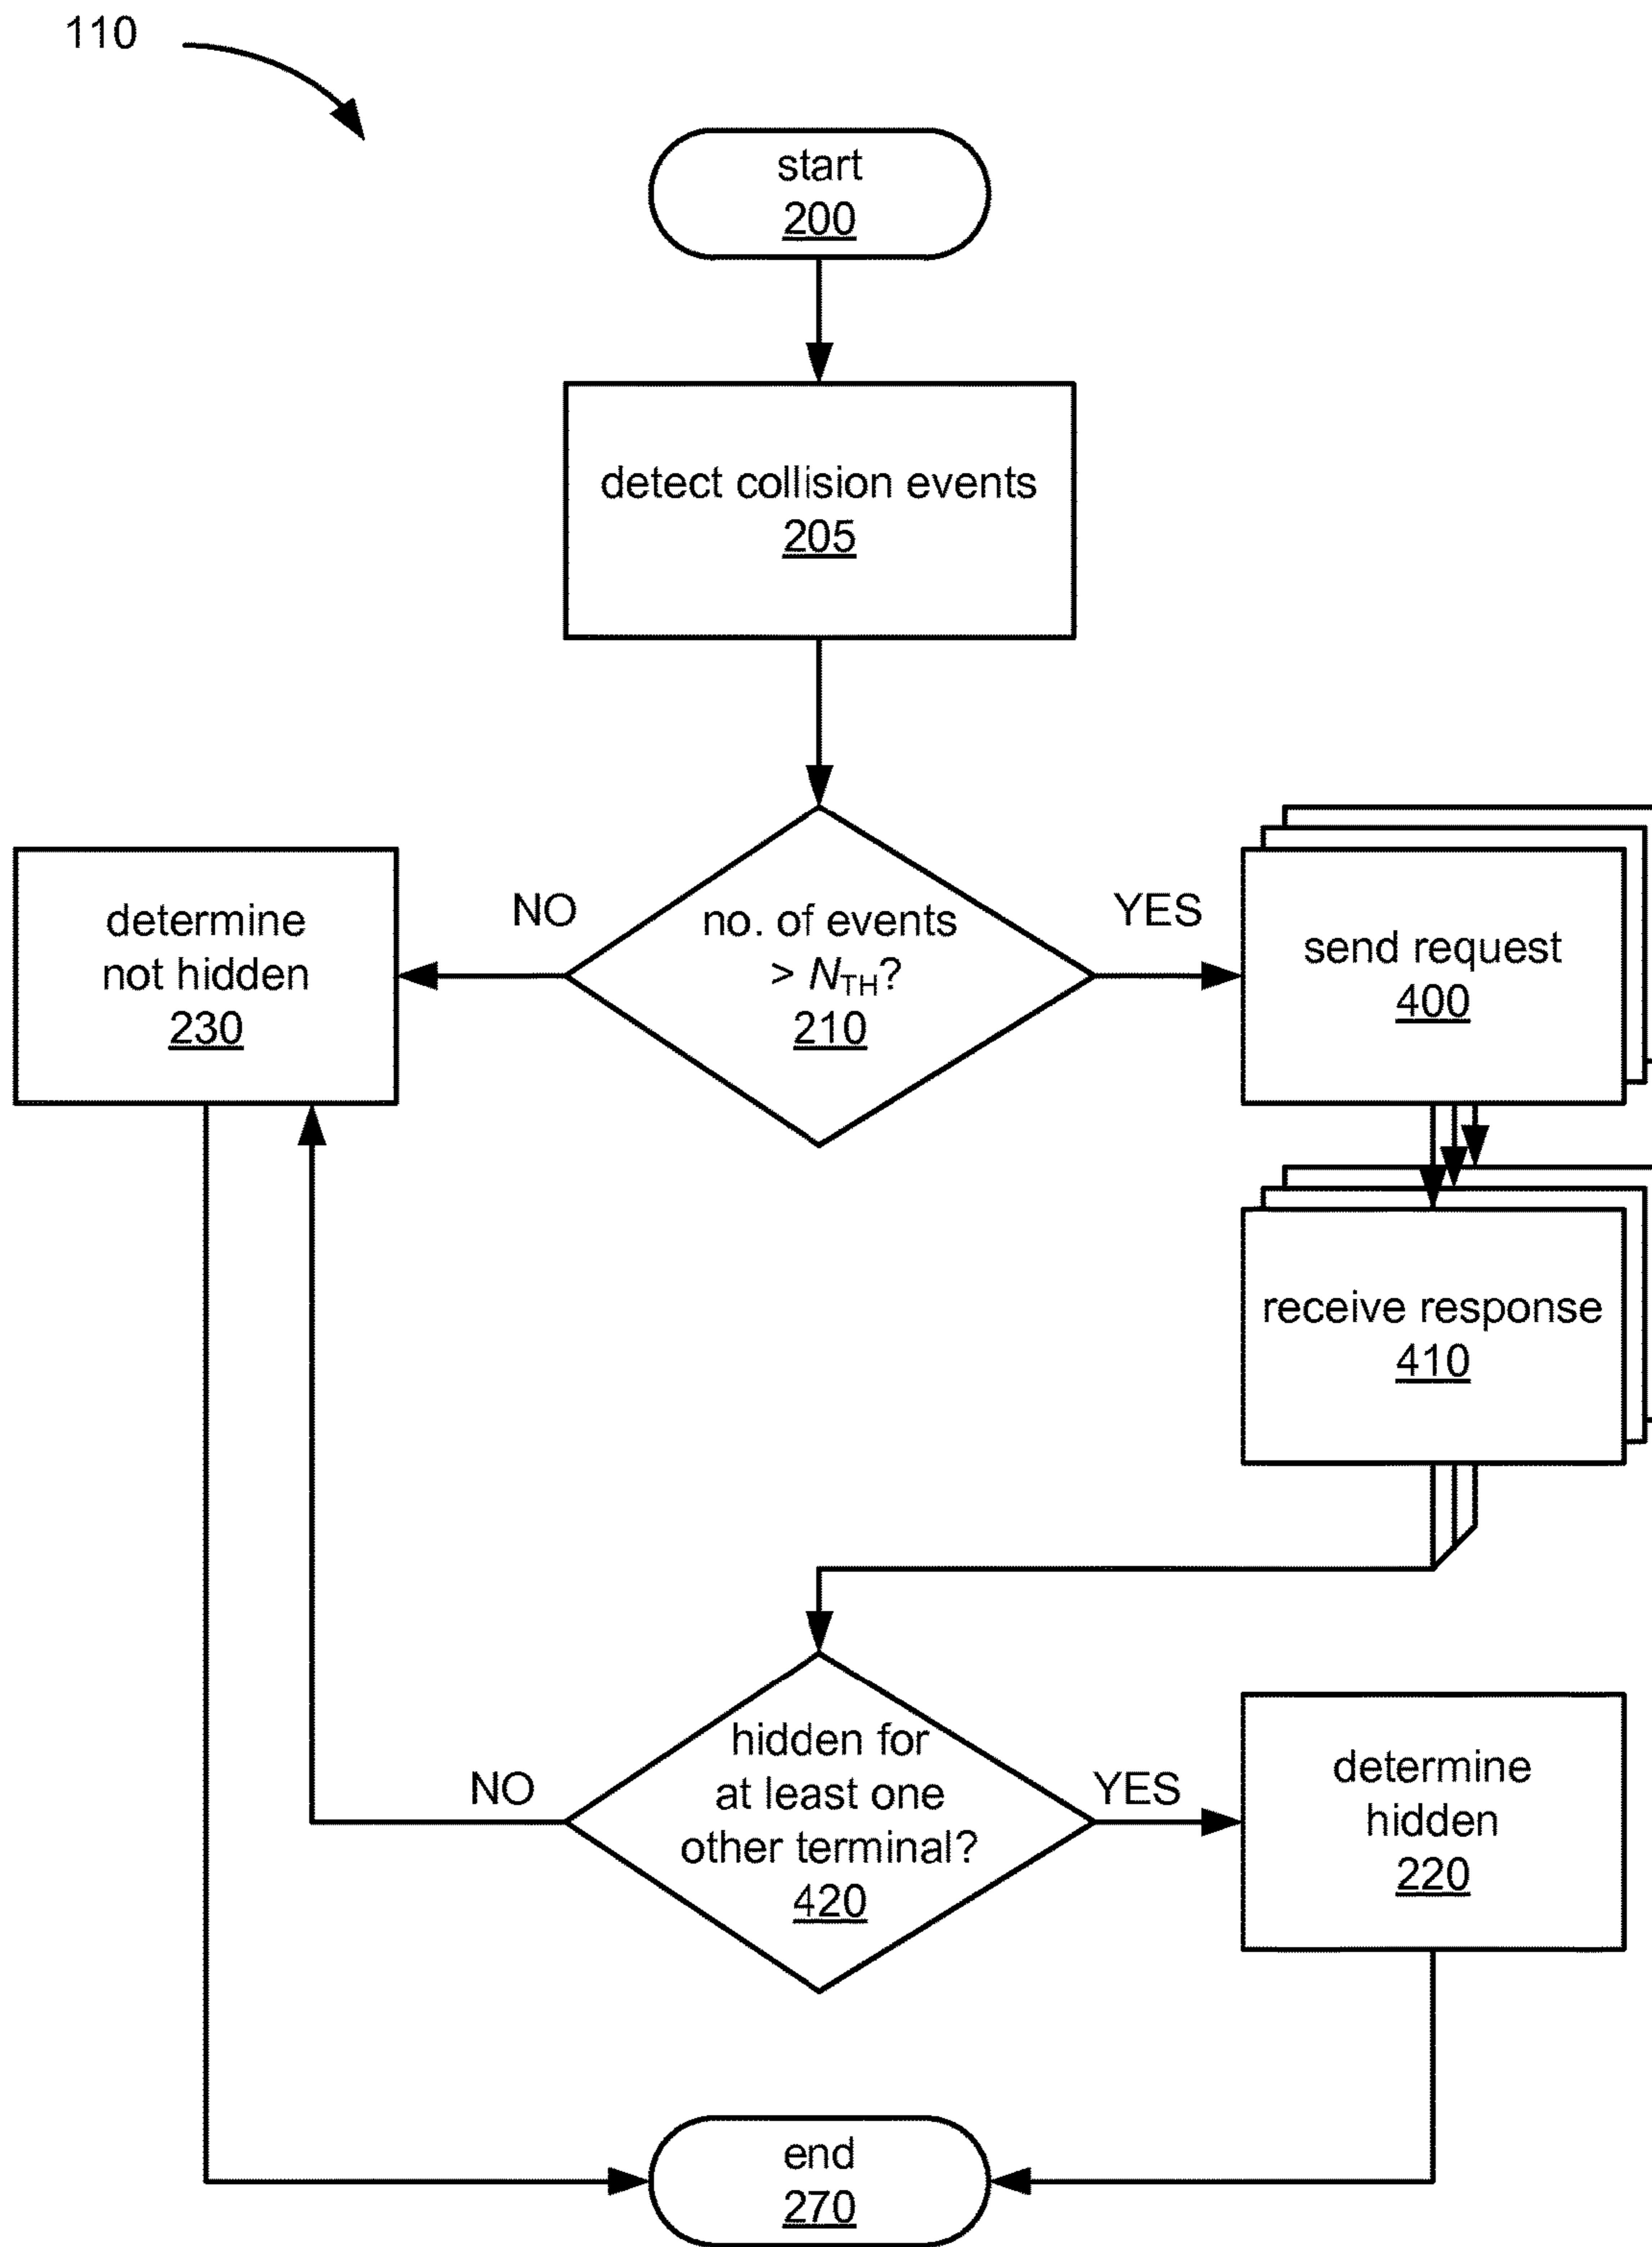 110
start
200
detect collision events
205
determine
not hidden
230
NO
no. of events
> N_TH?
210
YES
send request
400
receive response
410
NO
hidden for
at least one
other terminal?
420
YES
determine
hidden
220
end
270